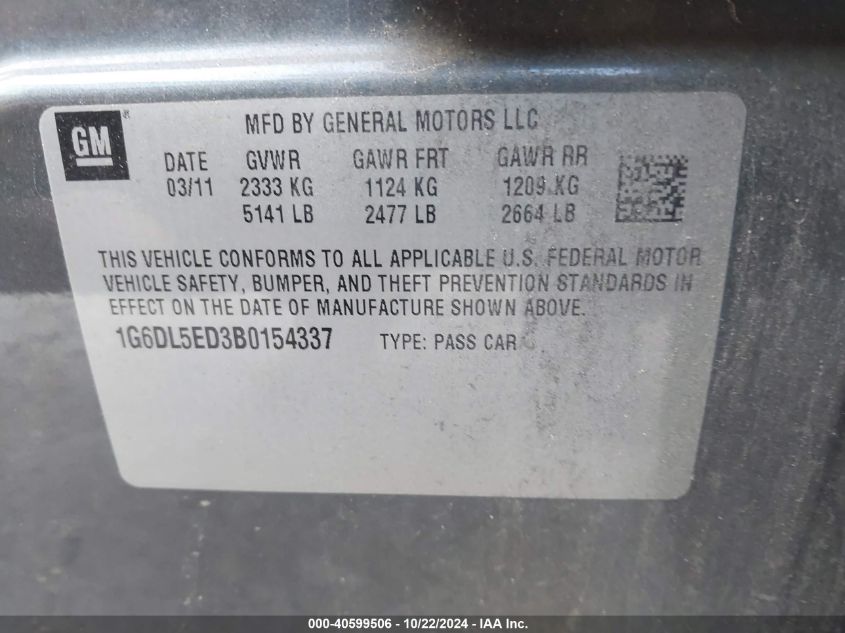 GM ®
MFD BY GENERAL MOTORS LLC
DATE GVWR GAWR FRT GAWR RR
03/11 2333 KG 1124 KG 1209 KG
5141 LB 2477 LB 2664 LB
THIS VEHICLE CONFORMS TO ALL APPLICABLE U.S. FEDERAL MOTOR
VEHICLE SAFETY, BUMPER, AND THEFT PREVENTION STANDARDS IN
EFFECT ON THE DATE OF MANUFACTURE SHOWN ABOVE.
1G6DL5ED3B0154337 TYPE: PASS CAR
000-40599506 - 10/22/2024 - IAA Inc.